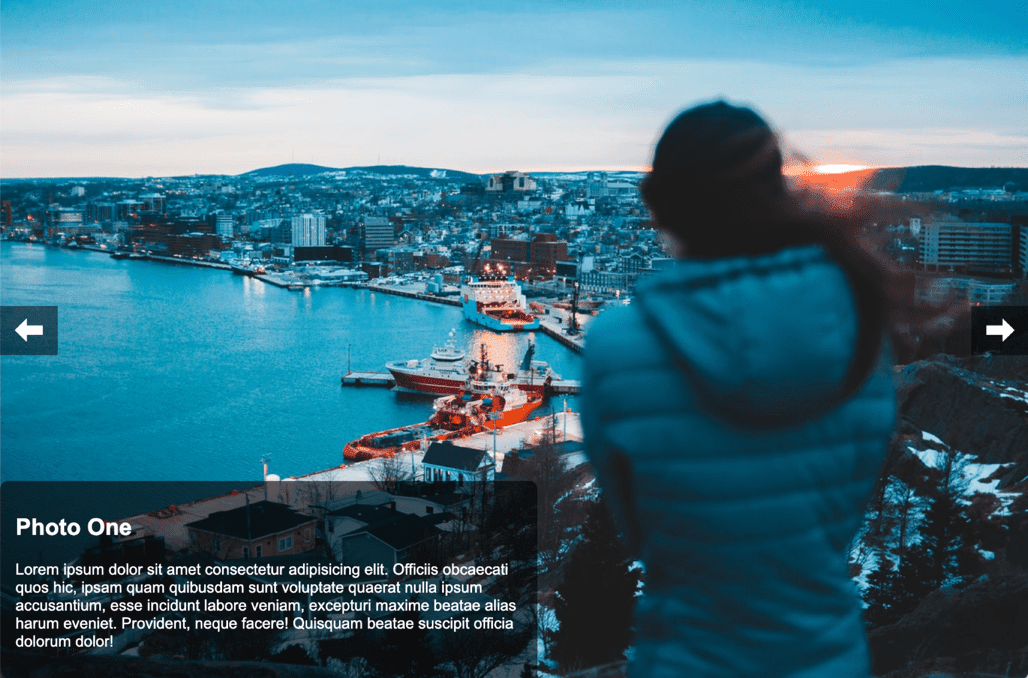 Photo One
Lorem ipsum dolor sit amet consectetur adipisicing elit. Officiis obcaecati
quos hic, ipsam quam quibusdam sunt voluptate quaerat nulla ipsum
accusantium, esse incidunt labore veniam, excepturi maxime beatae alias
harum eveniet. Provident, neque facere! Quisquam beatae suscipit officia
dolorum dolor!